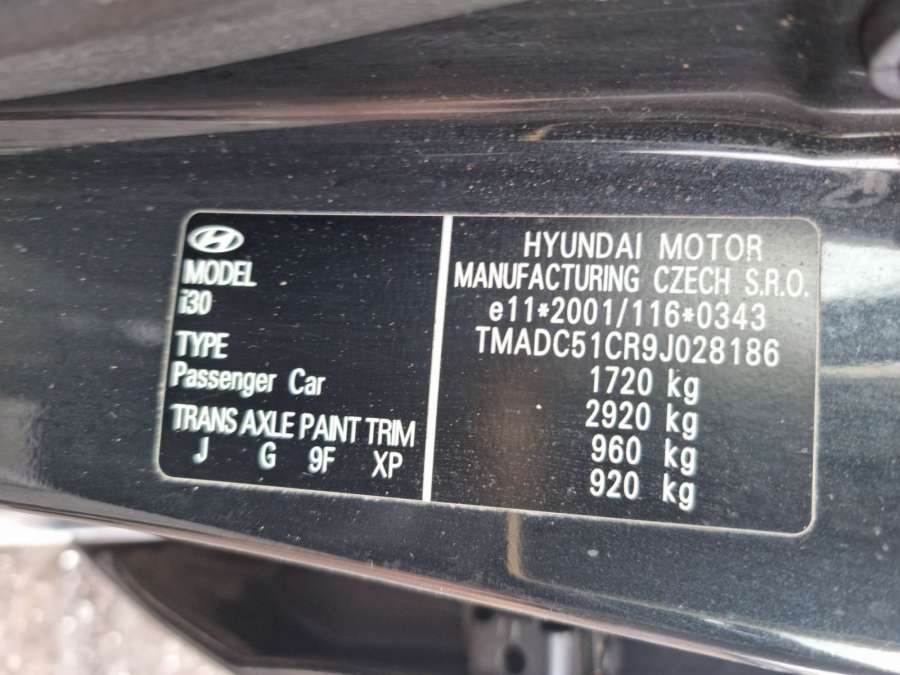 MODEL
i30
TYPE
Passenger Car
TRANS AXLE PAINT TRIM
J G 9F XP
HYUNDAI MOTOR
MANUFACTURING CZECH S.R.O.
e11*2001/116*0343
TMADC51CR9J028186
1720 kg
2920 kg
960 kg
920 kg